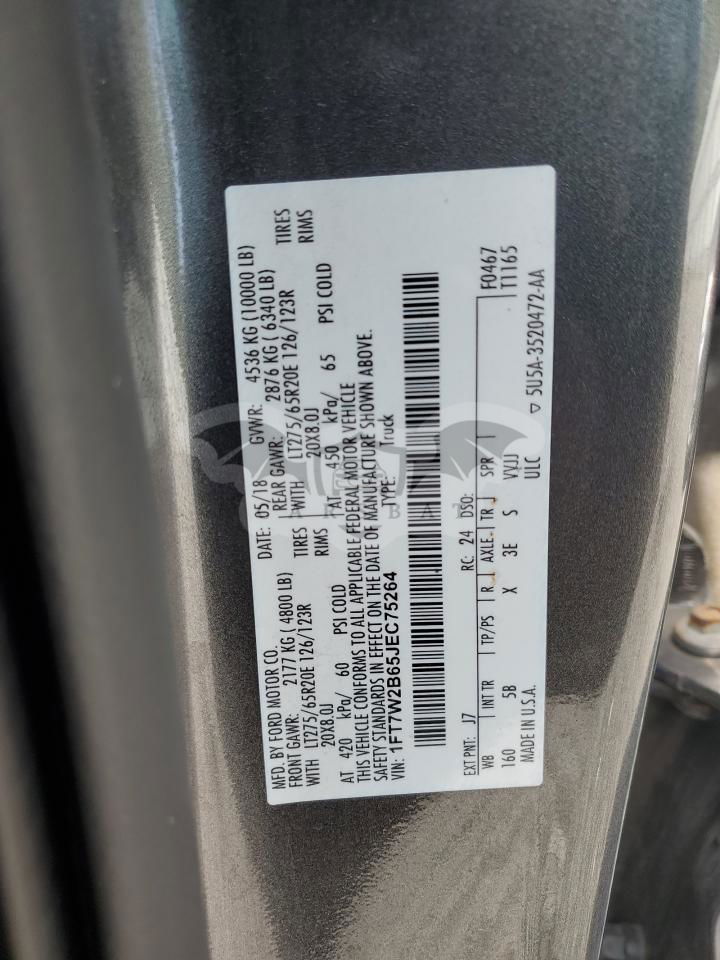 MFD. BY FORD MOTOR CO. DATE: 05/18 GVWR: 4536 KG (10000 LB)
FRONT GAWR: 2177 KG ( 4800 LB) REAR GAWR: 2876 KG ( 6340 LB)
WITH LT275/65R20E 126/123R TIRES WITH LT275/65R20E 126/123R TIRES
20X8.0J RIMS 20X8.0J RIMS
AT 420 kPa/ 60 PSI COLD AT 450 kPa/ 65 PSI COLD
THIS VEHICLE CONFORMS TO ALL APPLICABLE FEDERAL MOTOR VEHICLE
SAFETY STANDARDS IN EFFECT ON THE DATE OF MANUFACTURE SHOWN ABOVE.
VIN: 1FT7W2B65JEC75264 TYPE: Truck
EXT PNT: J7 RC: 24 DSO: F0467
WB INT TR TP/PS R AXLE TR SPR T1165
160 5B X 3E S VVJJ
MADE IN U.S.A. ULC 5U5A-3520472-AA